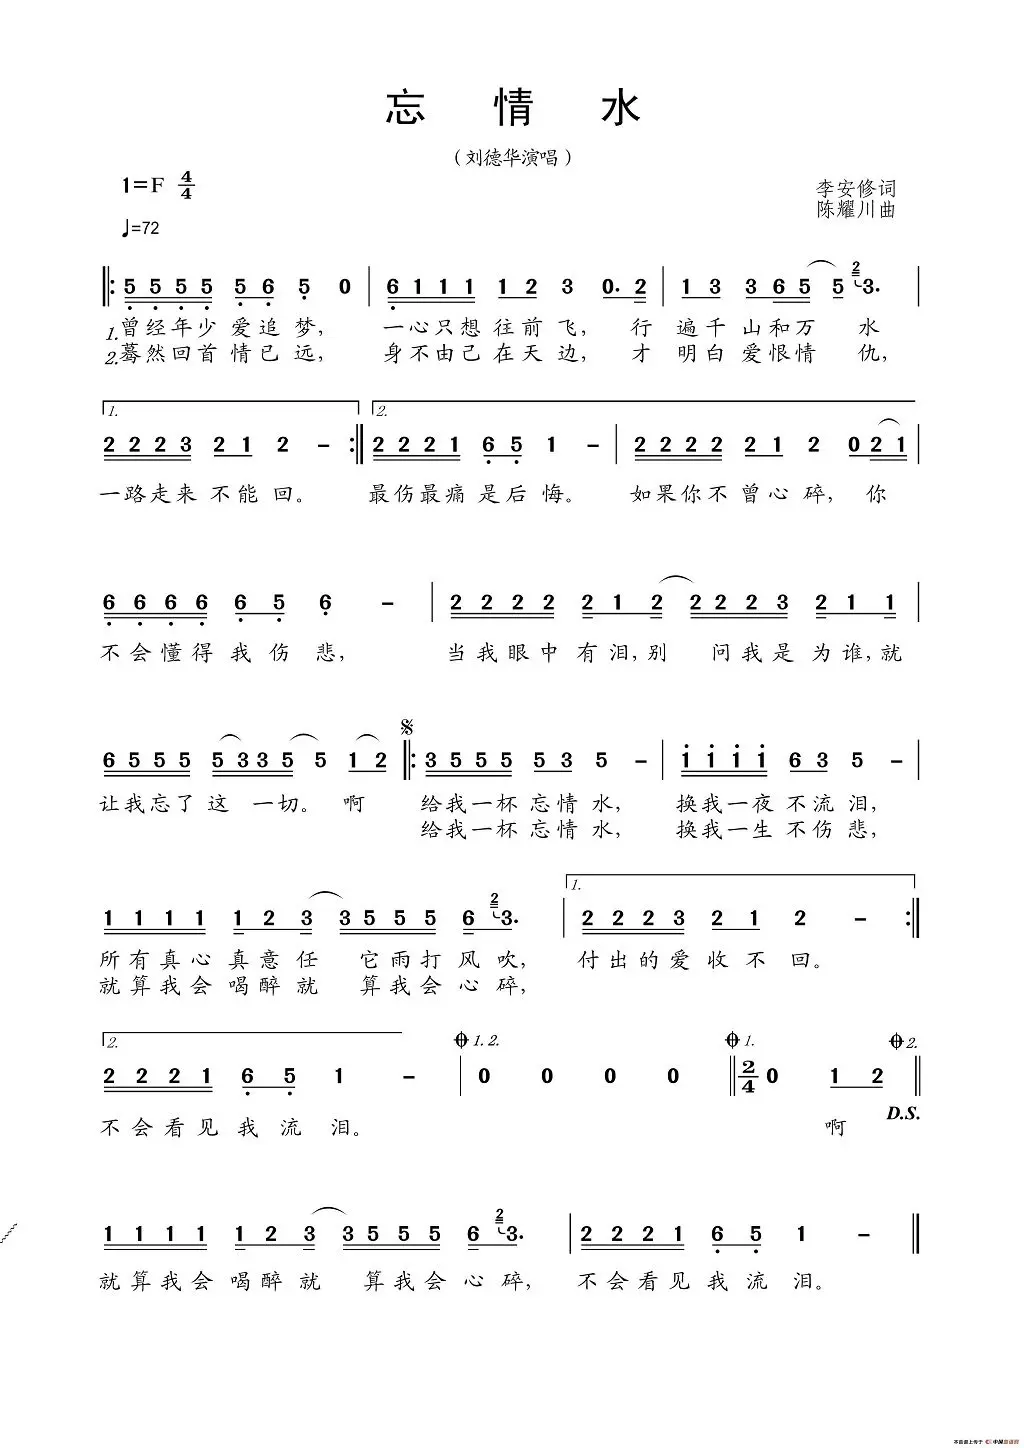 忘 情 水
（刘德华演唱）
1=F 4/4
李安修词
陈耀川曲
♩=72
5 5 5 5 5 6 5 0 6 1 1 1 1 2 3 0. 2 1 3 3 6 5 5 2 3.
1.曾经年少 爱追 梦, 一心只想 往前 飞, 行 遍千 山和万 水
2.蓦然回首 情已 远, 身不由己 在天 边, 才 明白 爱恨情 仇,
1. 2.
2 2 2 3 2 1 2 – 2 2 2 1 6 5 1 – 2 2 2 2 2 1 2 0 2 1
一路走来 不能 回。 最伤最痛 是后 悔。 如果你不 曾心 碎, 你
6 6 6 6 6 5 6 – 2 2 2 2 2 1 2 2 2 2 3 2 1 1
不会懂得 我伤 悲, 当我眼中 有泪,别 问我是为谁,就
6 5 5 5 5 3 3 5 5 1 2 3 5 5 5 5 3 5 – 1 1 1 1 6 3 5 –
让我忘了 这 一切。 啊 给我一杯 忘情 水, 换我一夜 不流 泪,
给我一杯 忘情 水, 换我一生 不伤 悲,
1.
1 1 1 1 1 2 3 3 5 5 5 6 2 3. 2 2 2 3 2 1 2 –
所有真心 真意任 它雨打 风吹, 付出的爱 收不 回。
就算我会 喝醉就 算我会 心碎,
2. 1. 2. 1. 2.
2 2 2 1 6 5 1 – 0 0 0 0 2/4 0 1 2
D.S.
不会看见 我流 泪。 啊
1 1 1 1 1 2 3 3 5 5 5 6 2 3. 2 2 2 1 6 5 1 –
就算我会 喝醉就 算我会 心碎, 不会看见 我流 泪。